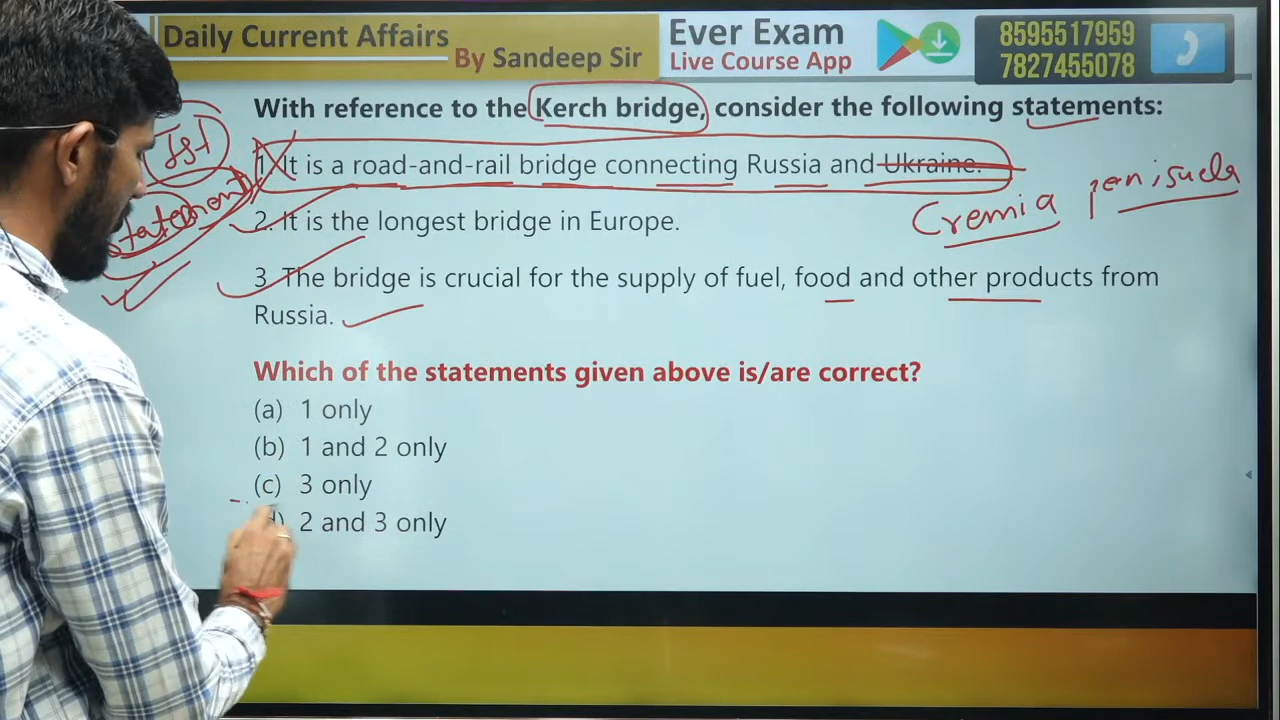 Daily Current Affairs
By Sandeep Sir
Ever Exam
Live Course App
8595517959
7827455078
With reference to the Kerch bridge, consider the following statements:
Ist
statement
1. It is a road-and-rail bridge connecting Russia and Ukraine.
Cremia penisuela
2. It is the longest bridge in Europe.
3. The bridge is crucial for the supply of fuel, food and other products from
Russia.
Which of the statements given above is/are correct?
(a) 1 only
(b) 1 and 2 only
(c) 3 only
d) 2 and 3 only